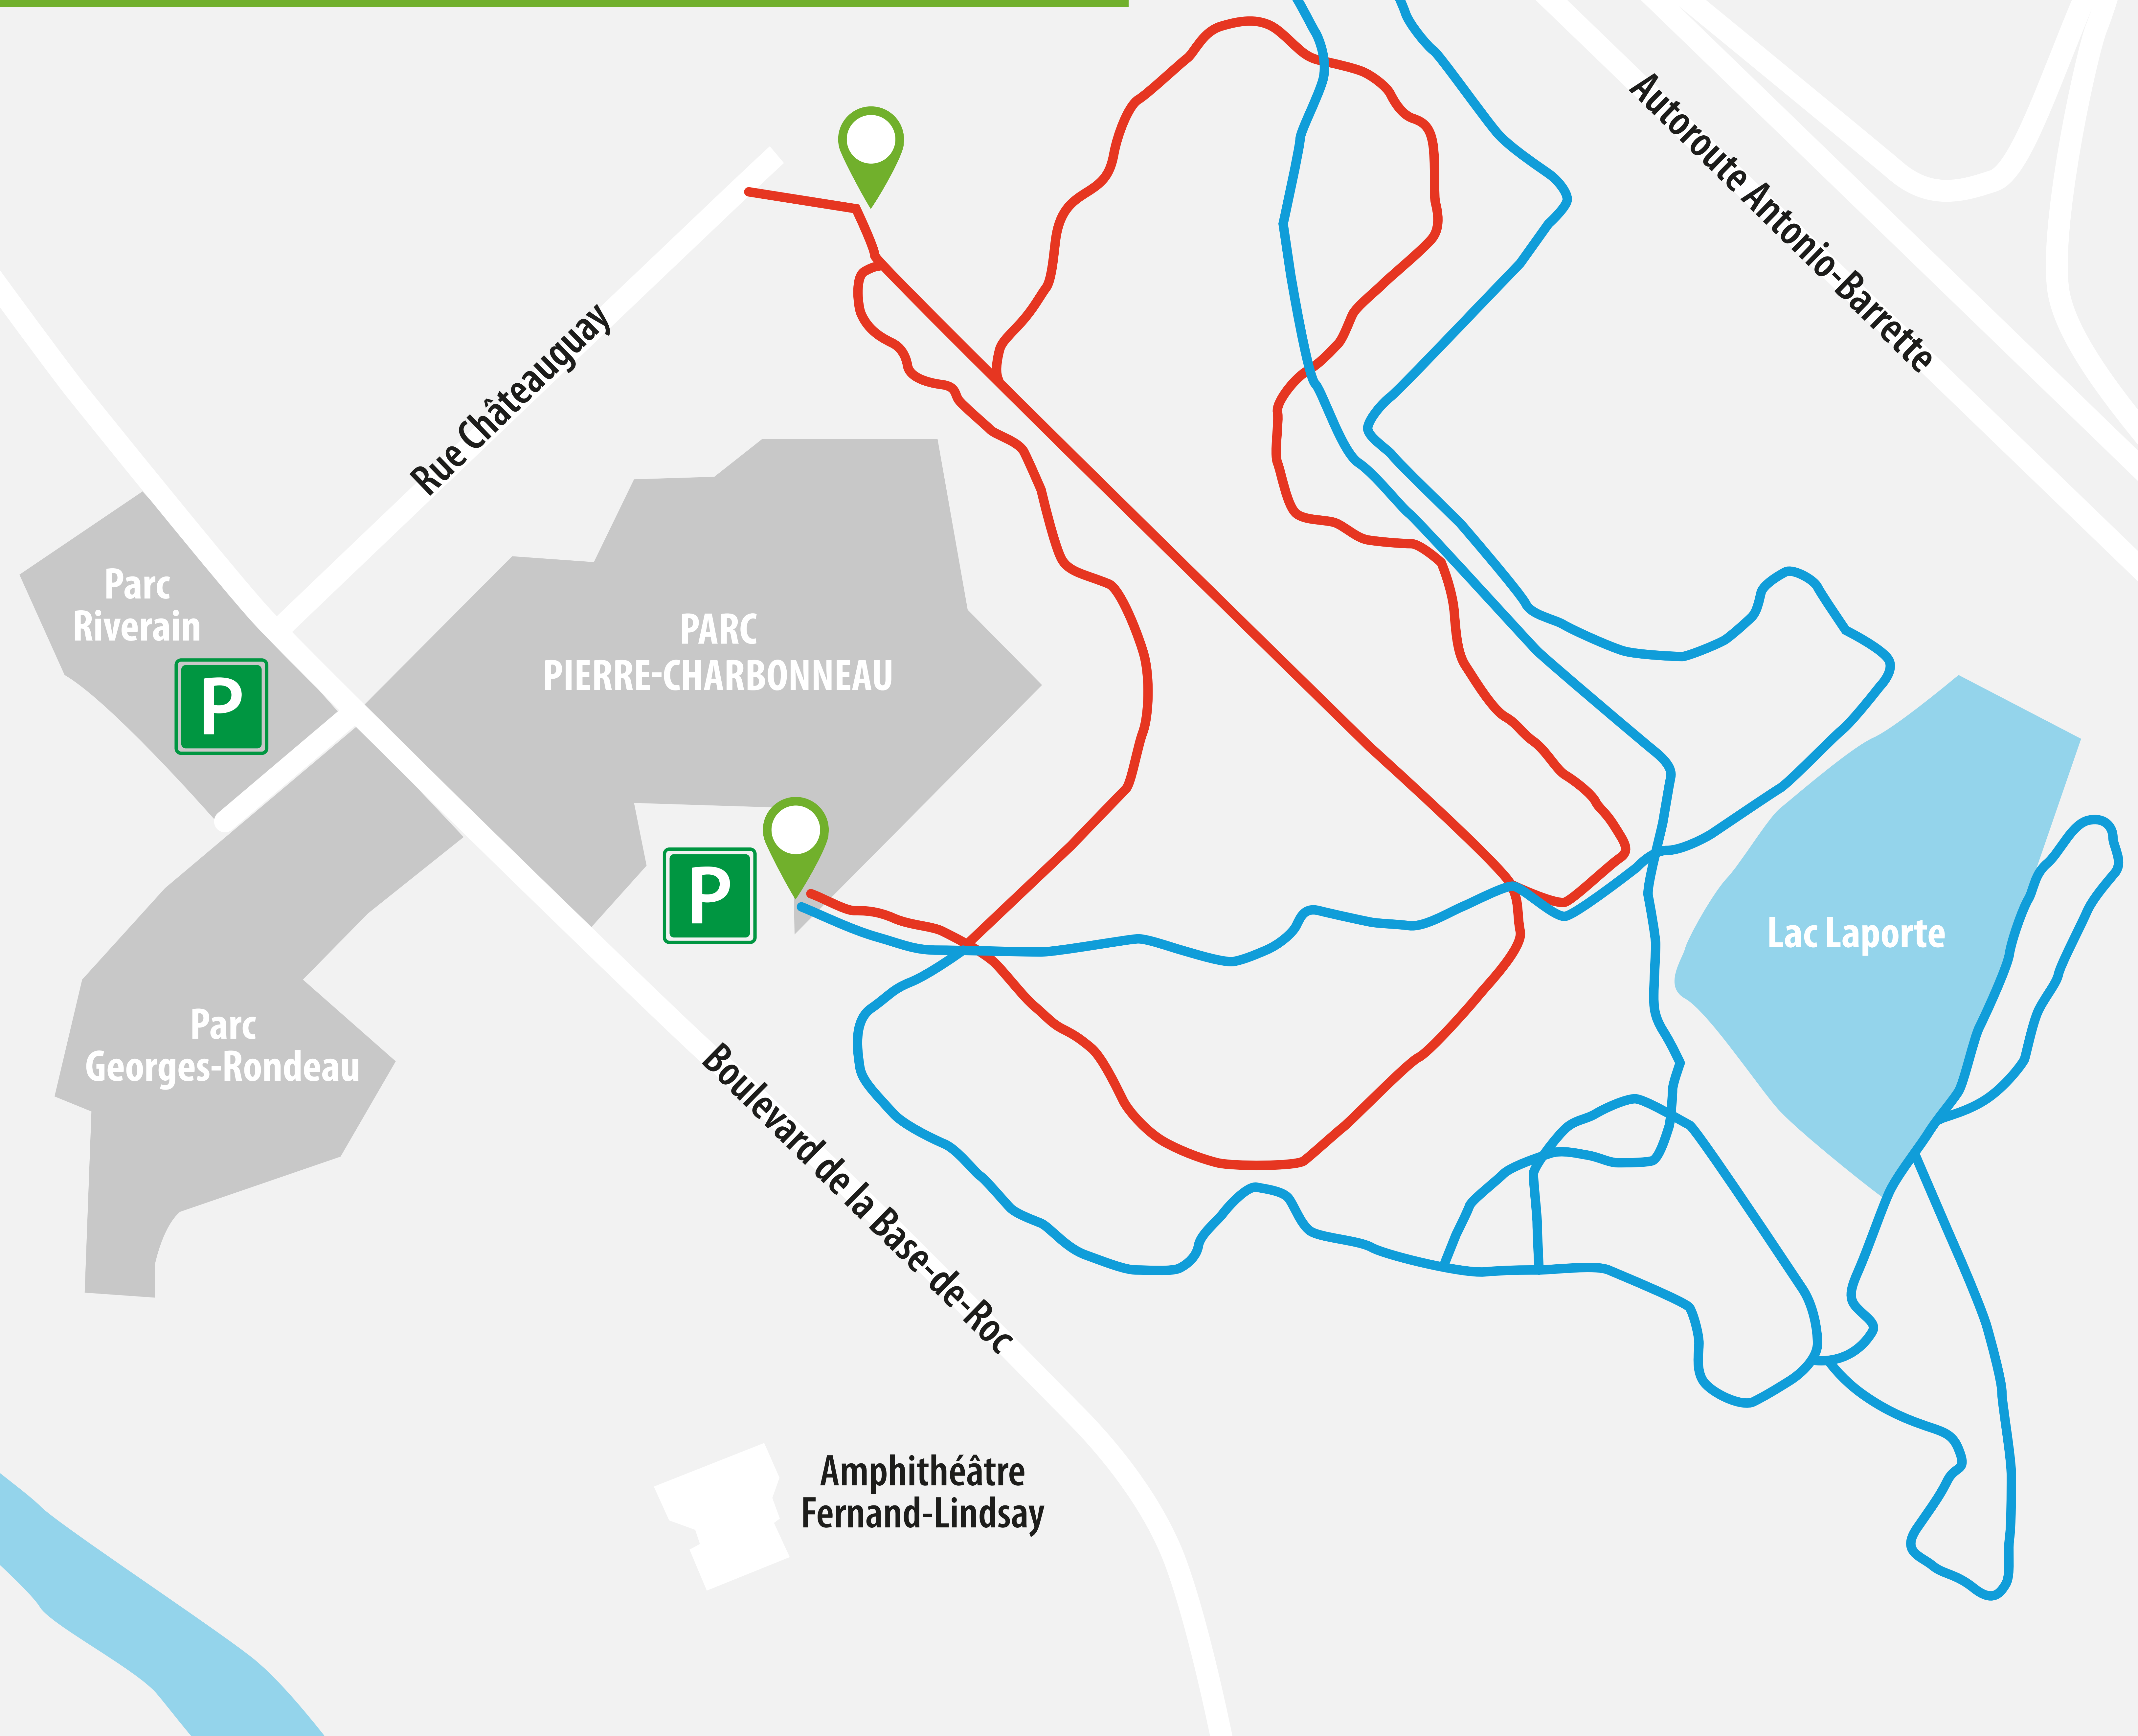 Autoroute Antonio-Barrette
Rue Châteauguay
Parc
Riverain
P
PARC
PIERRE-CHARBONNEAU
P
Lac Laporte
Parc
Georges-Rondeau
Boulevard de la Base-de-Roc
Amphithéâtre
Fernand-Lindsay